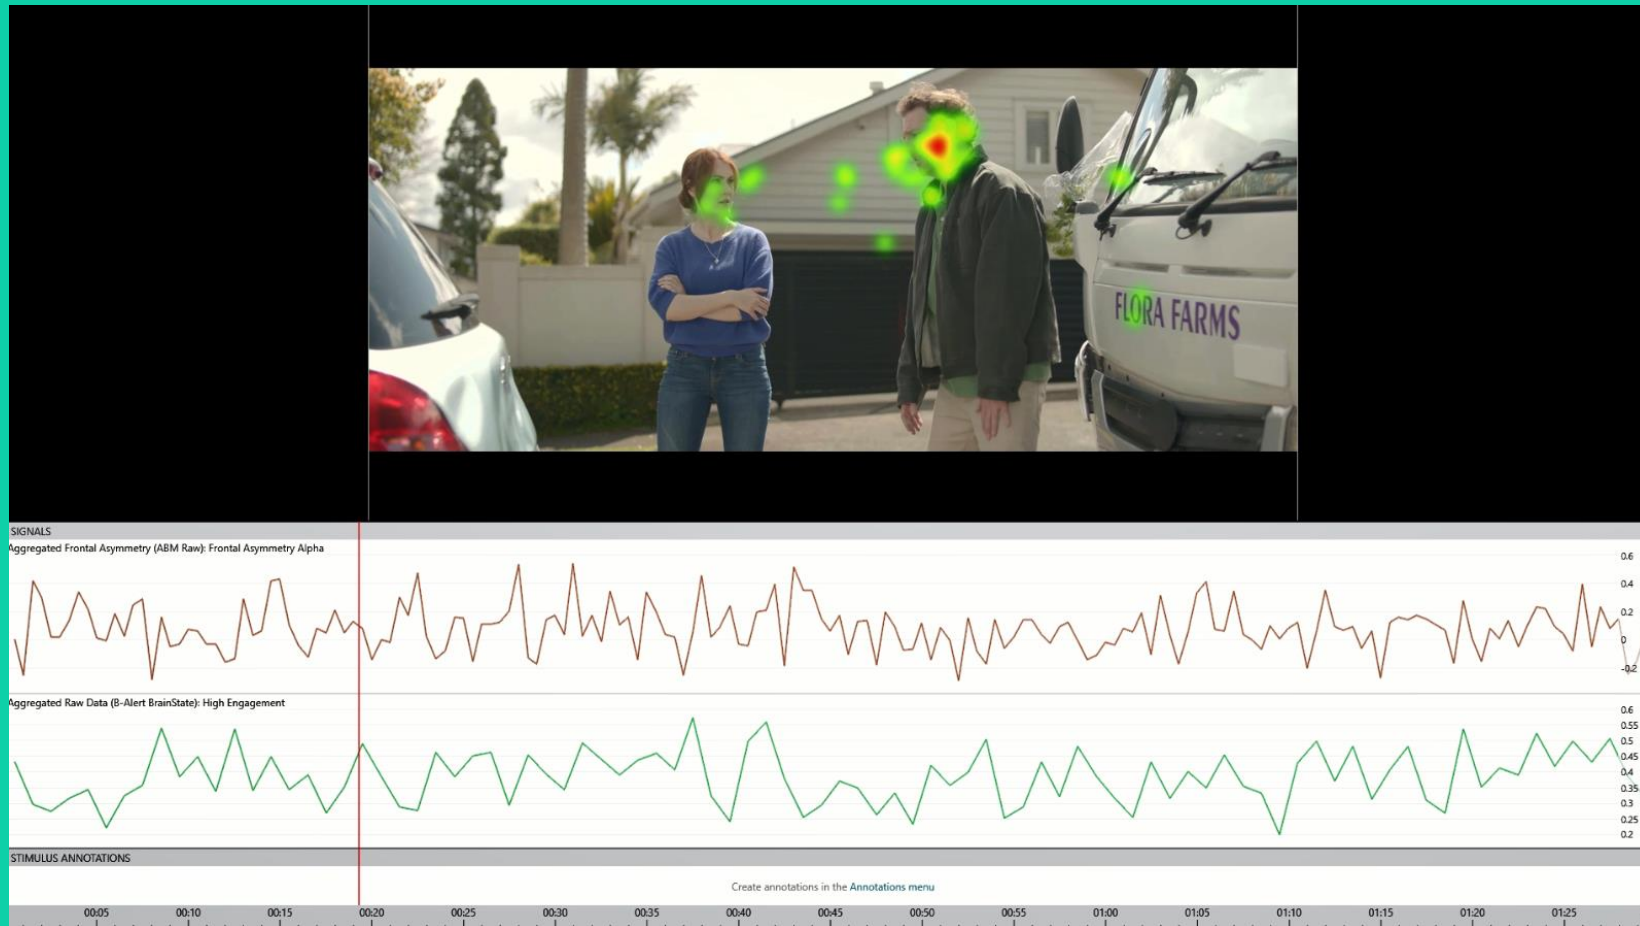 FLORA FARMS
SIGNALS
Aggregated Frontal Asymmetry (ABM Raw): Frontal Asymmetry Alpha
0.6
0.4
0.2
0
-0.2
Aggregated Raw Data (B-Alert BrainState): High Engagement
0.6
0.55
0.5
0.45
0.4
0.35
0.3
0.25
0.2
STIMULUS ANNOTATIONS
Create annotations in the Annotations menu
00:05 00:10 00:15 00:20 00:25 00:30 00:35 00:40 00:45 00:50 00:55 01:00 01:05 01:10 01:15 01:20 01:25